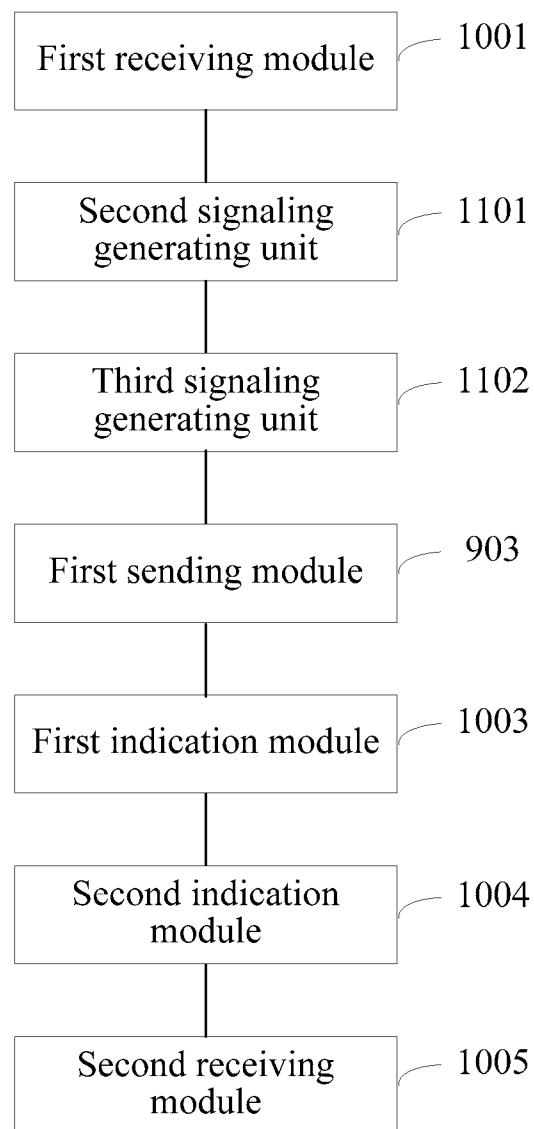 First receiving module
1001
Second signaling
generating unit
1101
Third signaling
generating unit
1102
First sending module
903
First indication module
1003
Second indication
module
1004
Second receiving
module
1005